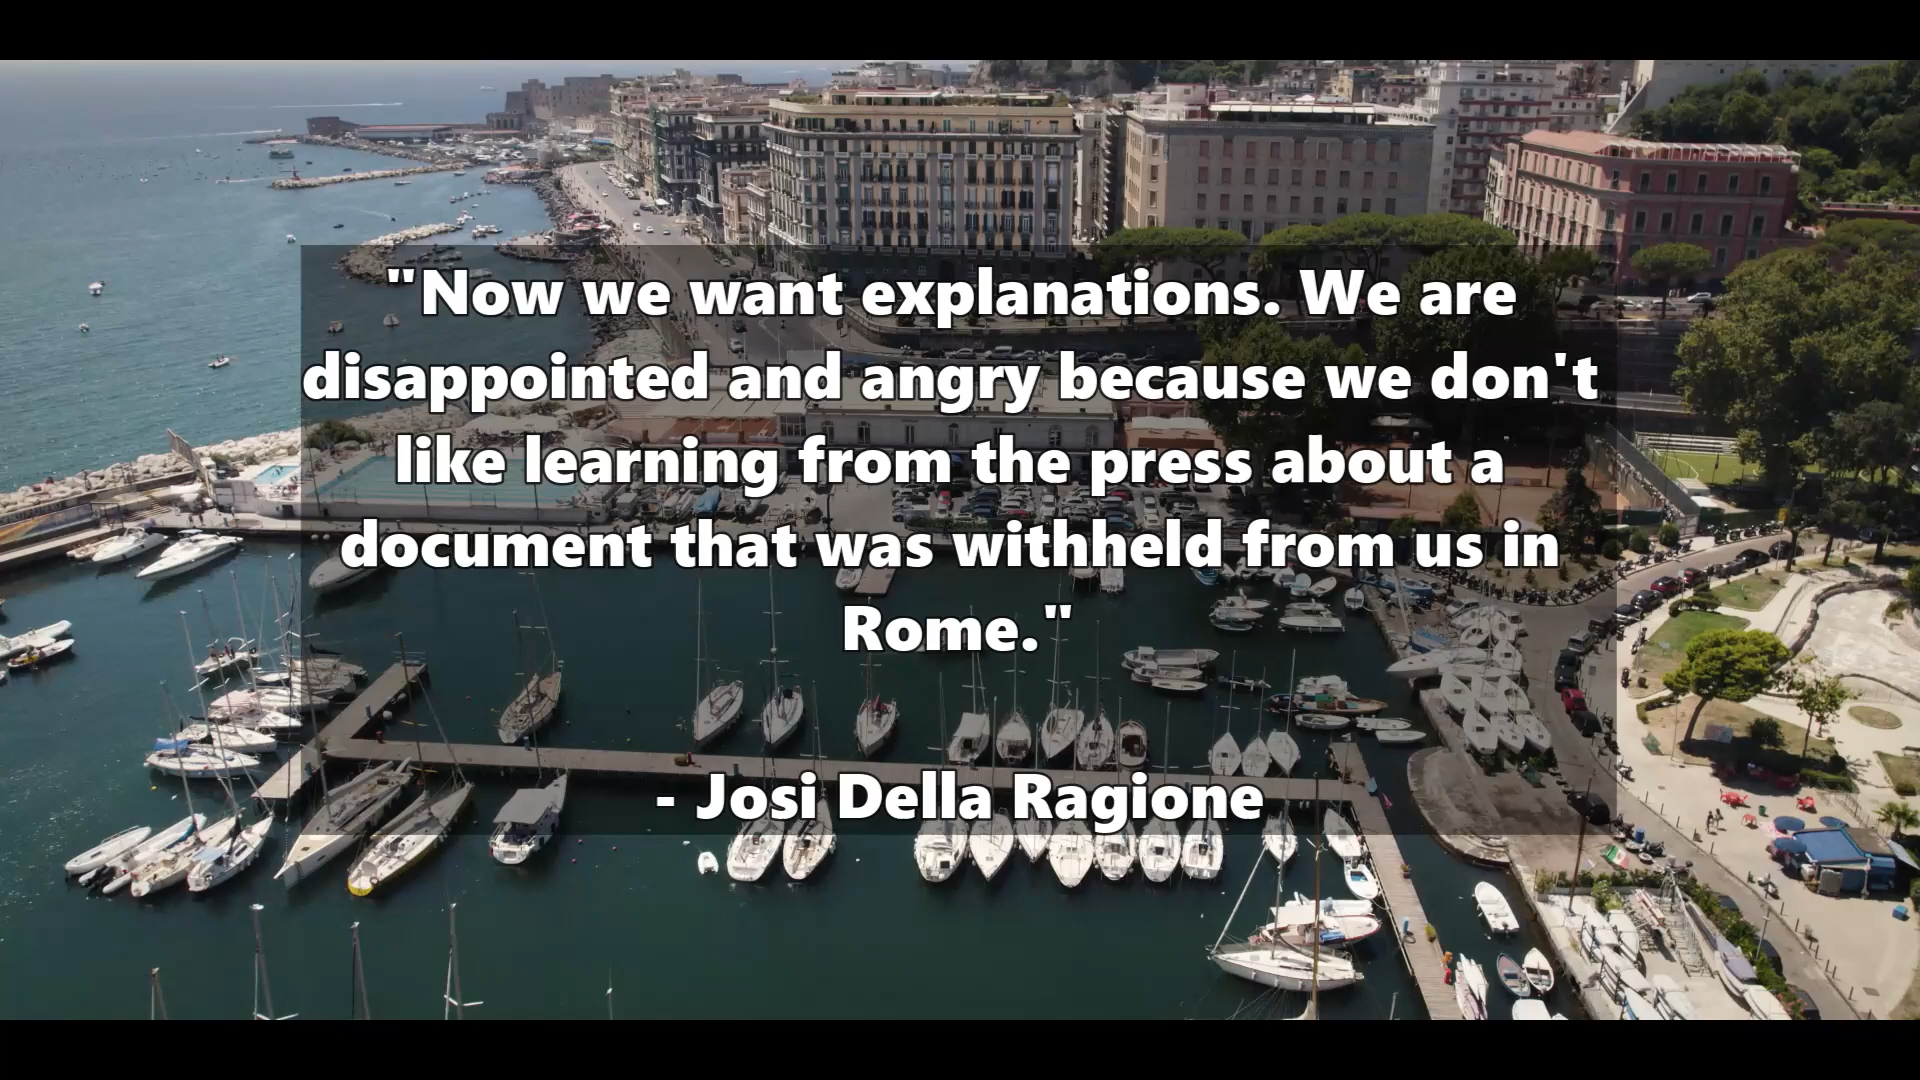 "Now we want explanations. We are
disappointed and angry because we don't
like learning from the press about a
document that was withheld from us in
Rome."
- Josi Della Ragione